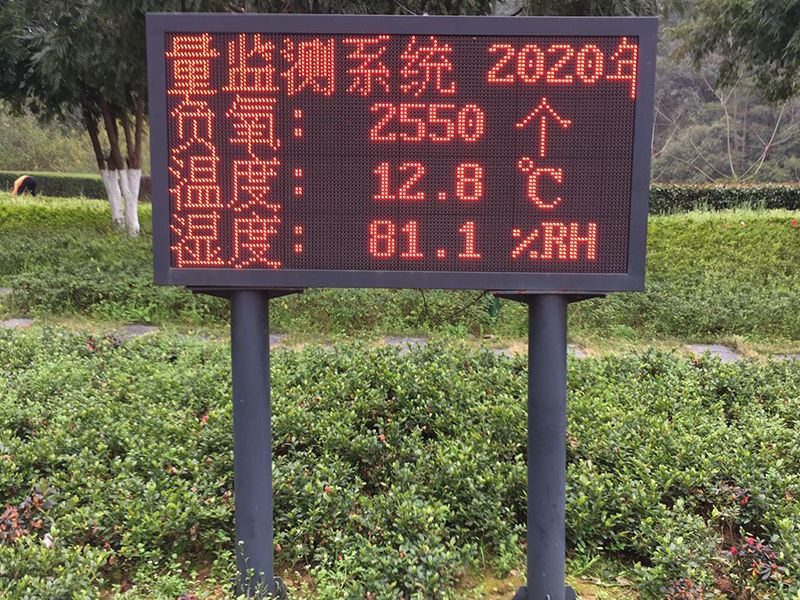 量监测系统 2020年
负氧： 2550 个
温度： 12.8 ℃
湿度： 81.1 %RH